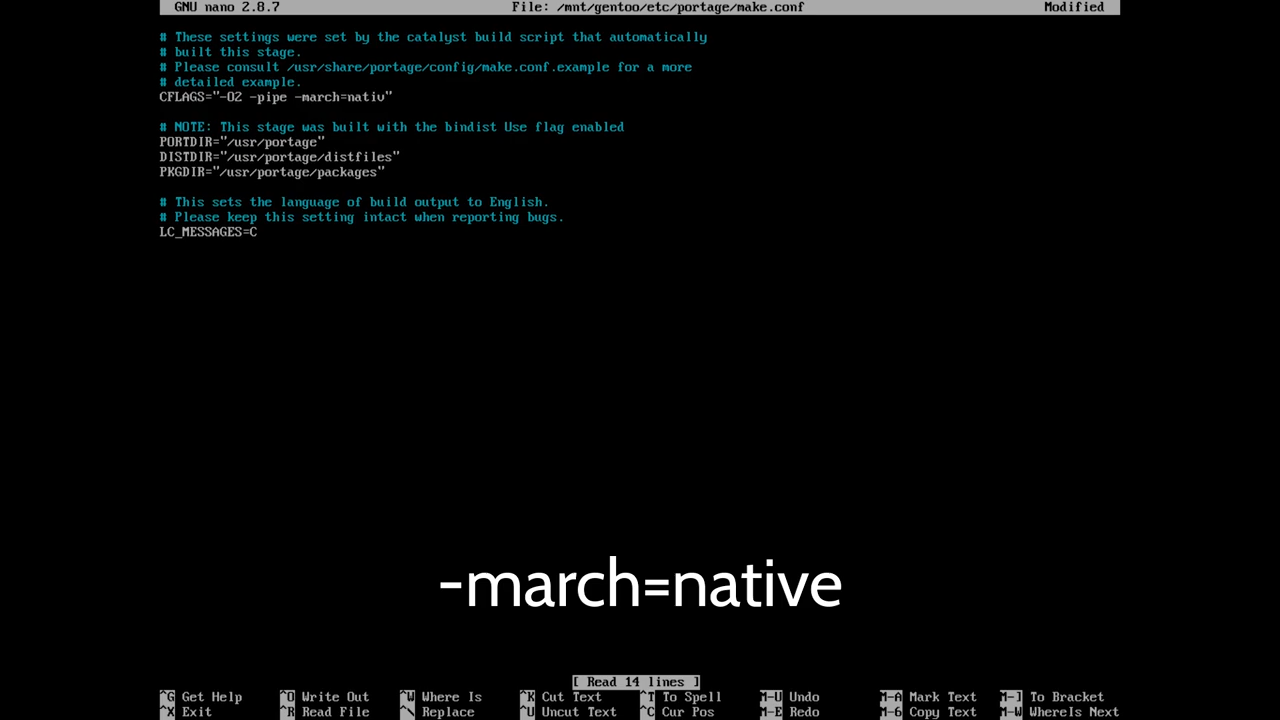 GNU nano 2.8.7 File: /mnt/gentoo/etc/portage/make.conf Modified
# These settings were set by the catalyst build script that automatically
# built this stage.
# Please consult /usr/share/portage/config/make.conf.example for a more
# detailed example.
CFLAGS="-O2 -pipe -march=nativ"
# NOTE: This stage was built with the bindist Use flag enabled
PORTDIR="/usr/portage"
DISTDIR="/usr/portage/distfiles"
PKGDIR="/usr/portage/packages"
# This sets the language of build output to English.
# Please keep this setting intact when reporting bugs.
LC_MESSAGES=C
-march=native
[ Read 14 lines ]
^G Get Help ^O Write Out ^W Where Is ^K Cut Text ^T To Spell M-U Undo M-A Mark Text M-] To Bracket
^X Exit ^R Read File ^\ Replace ^U Uncut Text ^C Cur Pos M-E Redo M-6 Copy Text M-W WhereIs Next